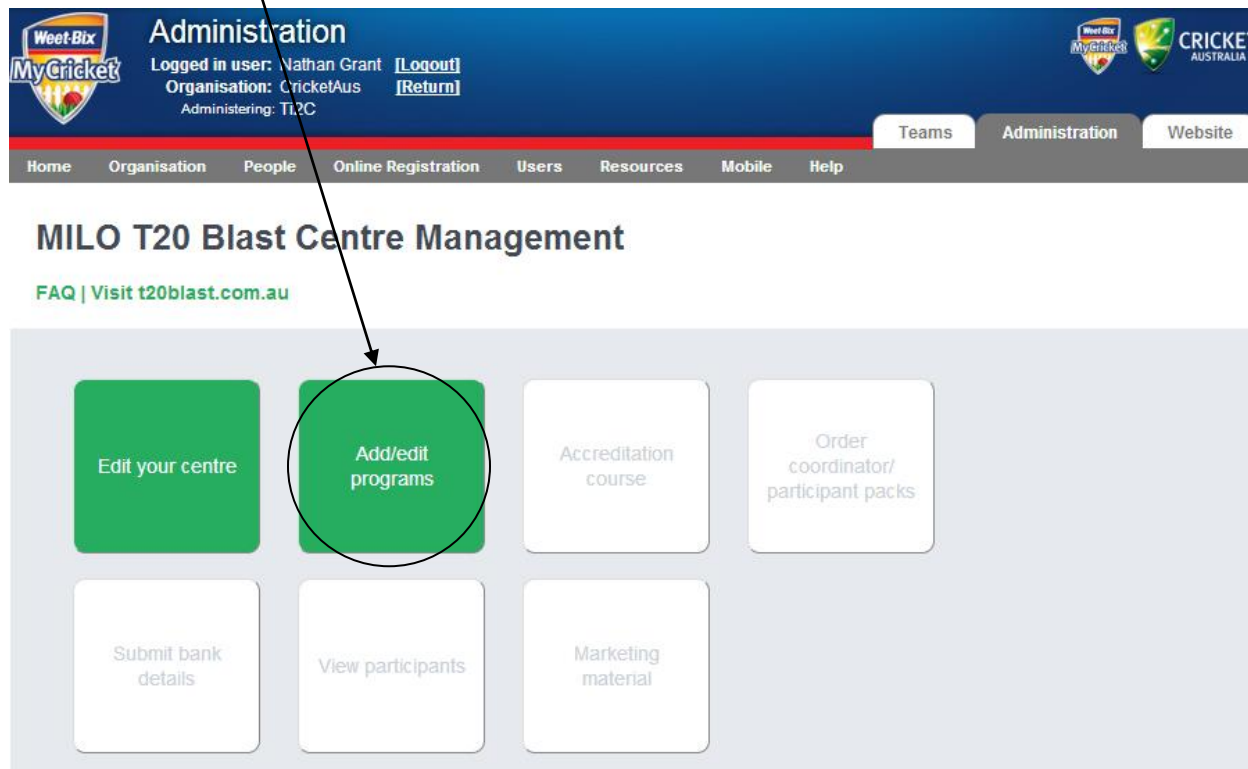 Weet-Bix
MyCricket
Administration
Logged in user: Nathan Grant [Logout]
Organisation: CricketAus [Return]
Administering: Ti2C
Weet-Bix
MyCricket
CRICKET
AUSTRALIA
Teams Administration Website
Home Organisation People Online Registration Users Resources Mobile Help
MILO T20 Blast Centre Management
FAQ | Visit t20blast.com.au
Edit your centre
Add/edit
programs
Accreditation
course
Order
coordinator/
participant packs
Submit bank
details
View participants
Marketing
material